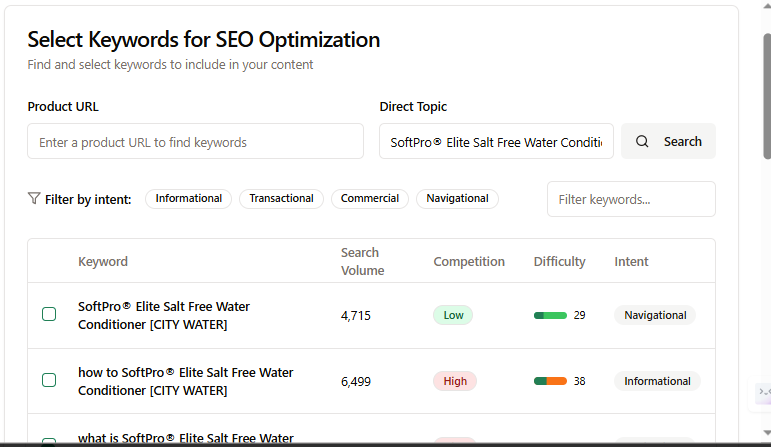 Select Keywords for SEO Optimization
Find and select keywords to include in your content
Product URL
Direct Topic
Enter a product URL to find keywords
SoftPro® Elite Salt Free Water Conditi
Search
Filter by intent:
Informational
Transactional
Commercial
Navigational
Filter keywords...
Keyword
Search
Volume
Competition
Difficulty
Intent
SoftPro® Elite Salt Free Water
Conditioner [CITY WATER]
4,715
Low
29
Navigational
how to SoftPro® Elite Salt Free Water
Conditioner [CITY WATER]
6,499
High
38
Informational
what is SoftPro® Elite Salt Free Water